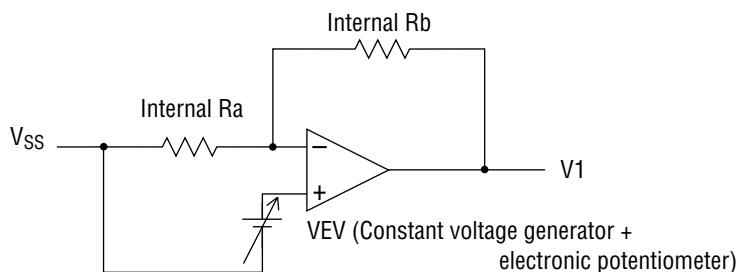 Internal Rb
Internal Ra
VSS
−
+
V1
VEV (Constant voltage generator +
electronic potentiometer)